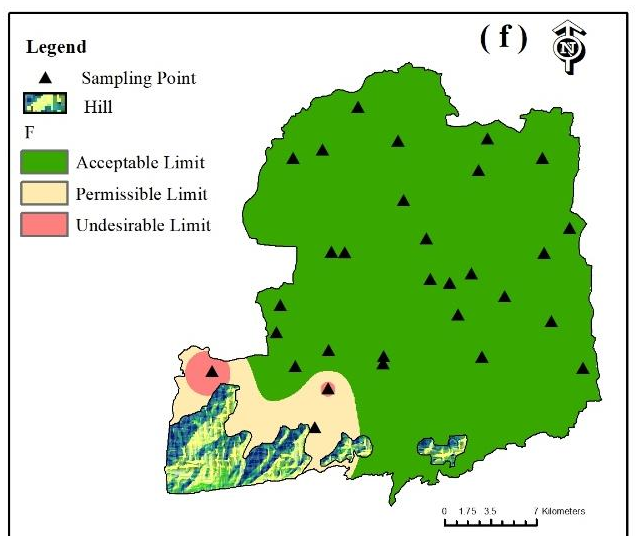 ( f )
N
Legend
Sampling Point
Hill
F
Acceptable Limit
Permissible Limit
Undesirable Limit
0 1.75 3.5 7 Kilometers